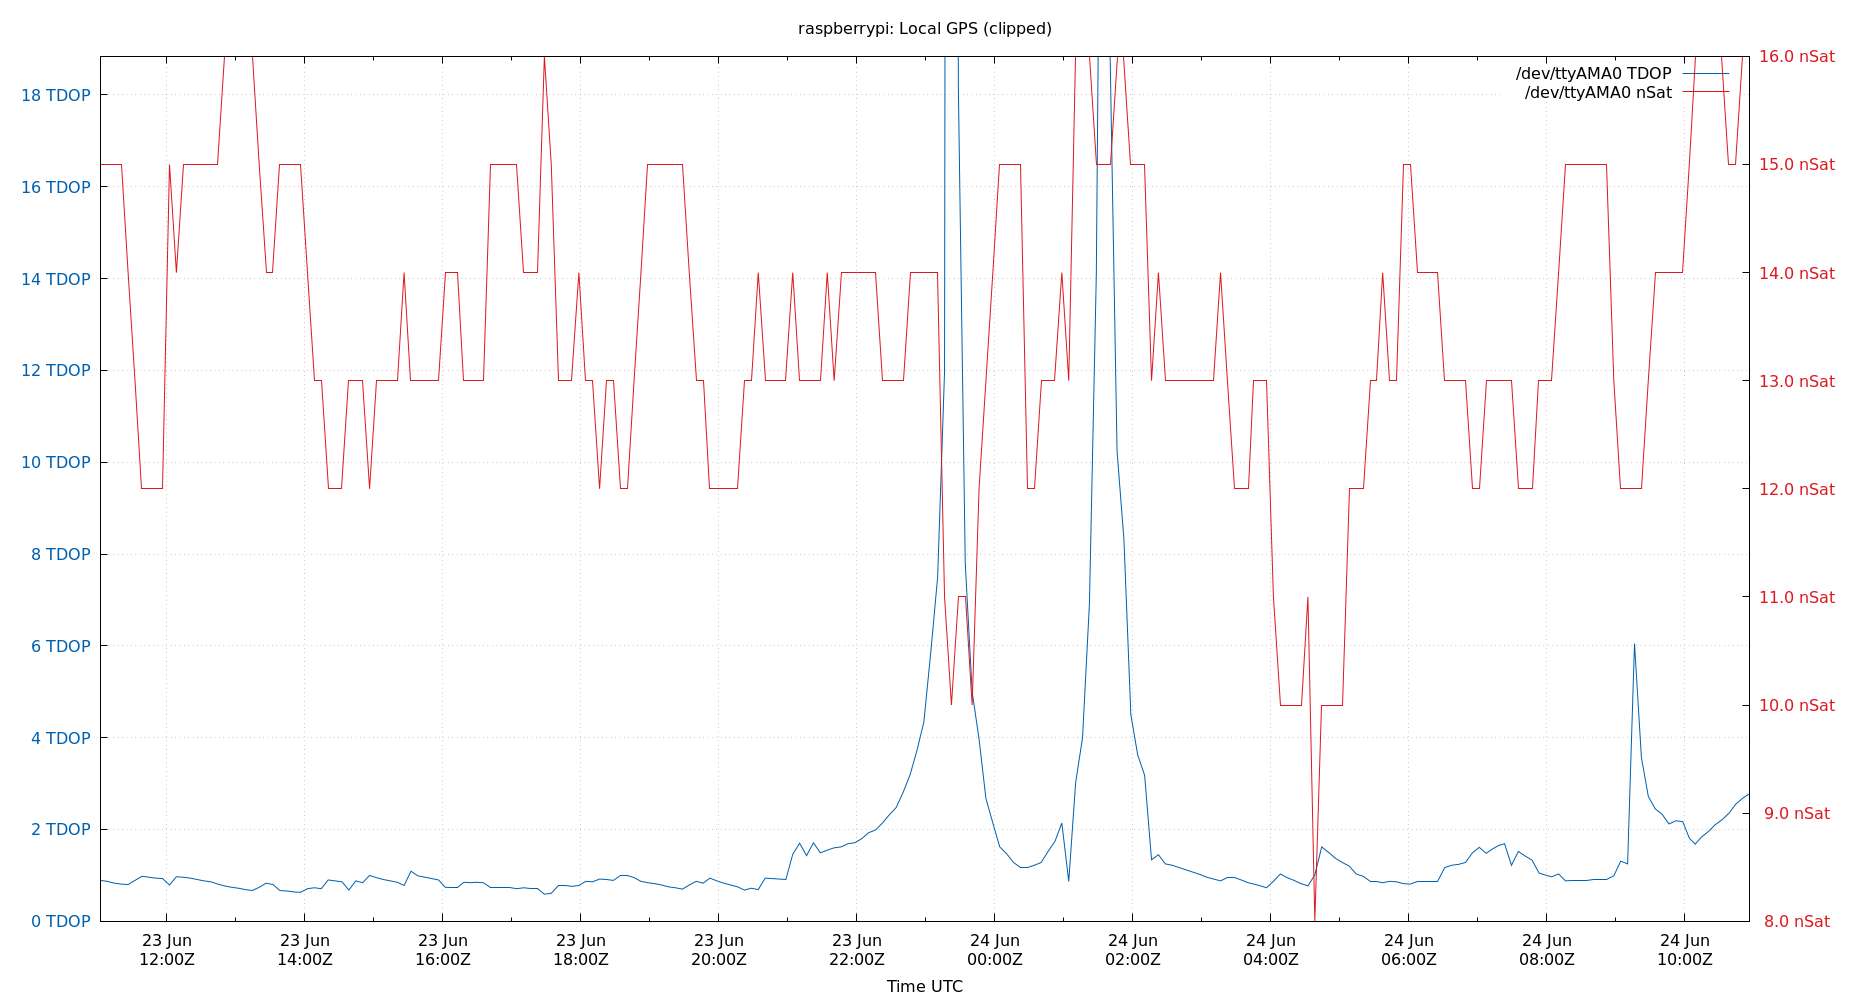 raspberrypi: Local GPS (clipped)
/dev/ttyAMA0 TDOP
/dev/ttyAMA0 nSat
18 TDOP
16 TDOP
14 TDOP
12 TDOP
10 TDOP
8 TDOP
6 TDOP
4 TDOP
2 TDOP
0 TDOP
16.0 nSat
15.0 nSat
14.0 nSat
13.0 nSat
12.0 nSat
11.0 nSat
10.0 nSat
9.0 nSat
8.0 nSat
23 Jun
12:00Z
23 Jun
14:00Z
23 Jun
16:00Z
23 Jun
18:00Z
23 Jun
20:00Z
23 Jun
22:00Z
24 Jun
00:00Z
24 Jun
02:00Z
24 Jun
04:00Z
24 Jun
06:00Z
24 Jun
08:00Z
24 Jun
10:00Z
Time UTC